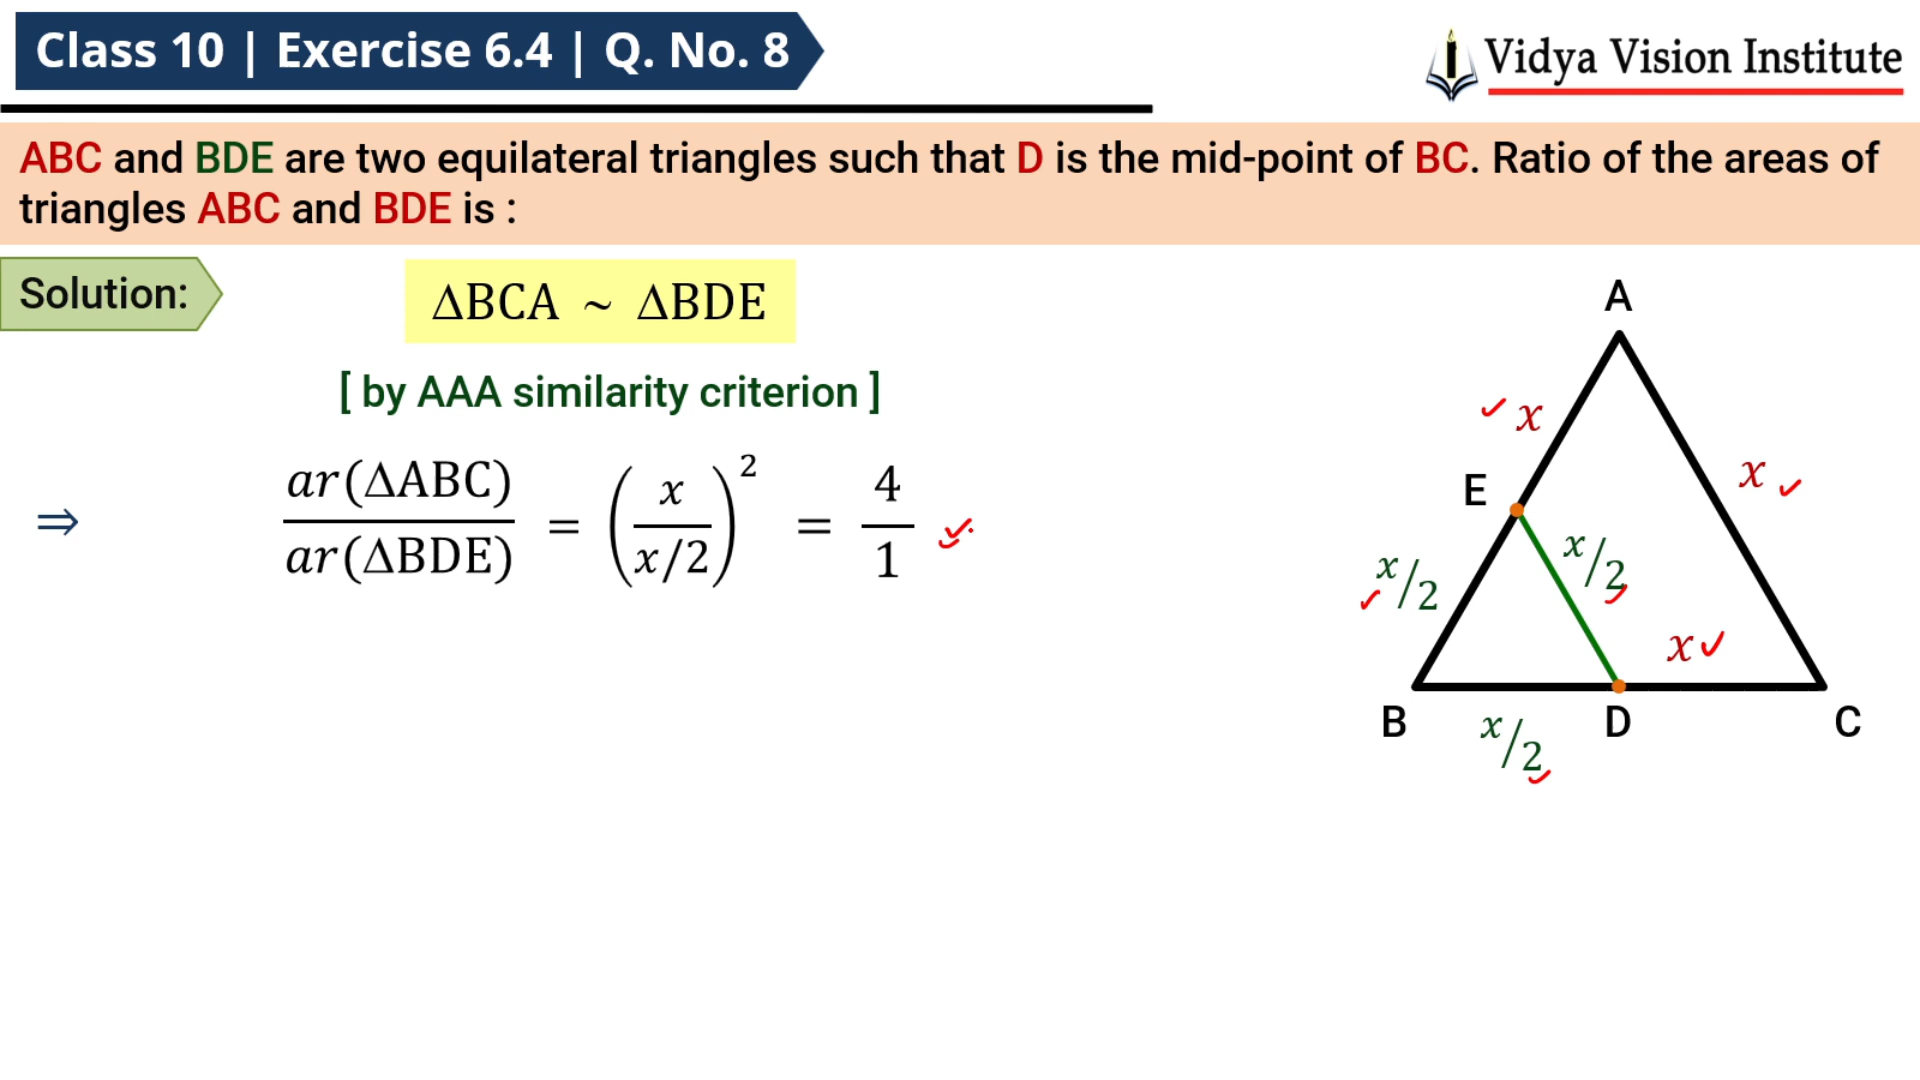 Class 10 | Exercise 6.4 | Q. No. 8
Vidya Vision Institute
ABC and BDE are two equilateral triangles such that D is the mid-point of BC. Ratio of the areas of
triangles ABC and BDE is :
Solution:
ΔBCA ~ ΔBDE
[ by AAA similarity criterion ]
⇒ ar(ΔABC)/ar(ΔBDE) = (x/(x/2))² = 4/1
A
x
x
E
x/2
x/2
x
B
D
C
x/2